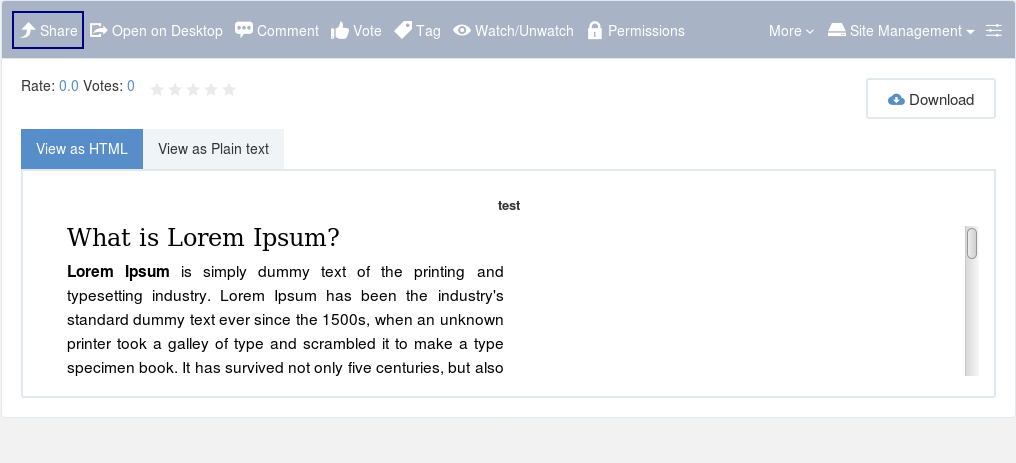 Share Open on Desktop Comment Vote Tag Watch/Unwatch Permissions More Site Management
Rate: 0.0 Votes: 0
Download
View as HTML View as Plain text
test
What is Lorem Ipsum?
Lorem Ipsum is simply dummy text of the printing and
typesetting industry. Lorem Ipsum has been the industry's
standard dummy text ever since the 1500s, when an unknown
printer took a galley of type and scrambled it to make a type
specimen book. It has survived not only five centuries, but also